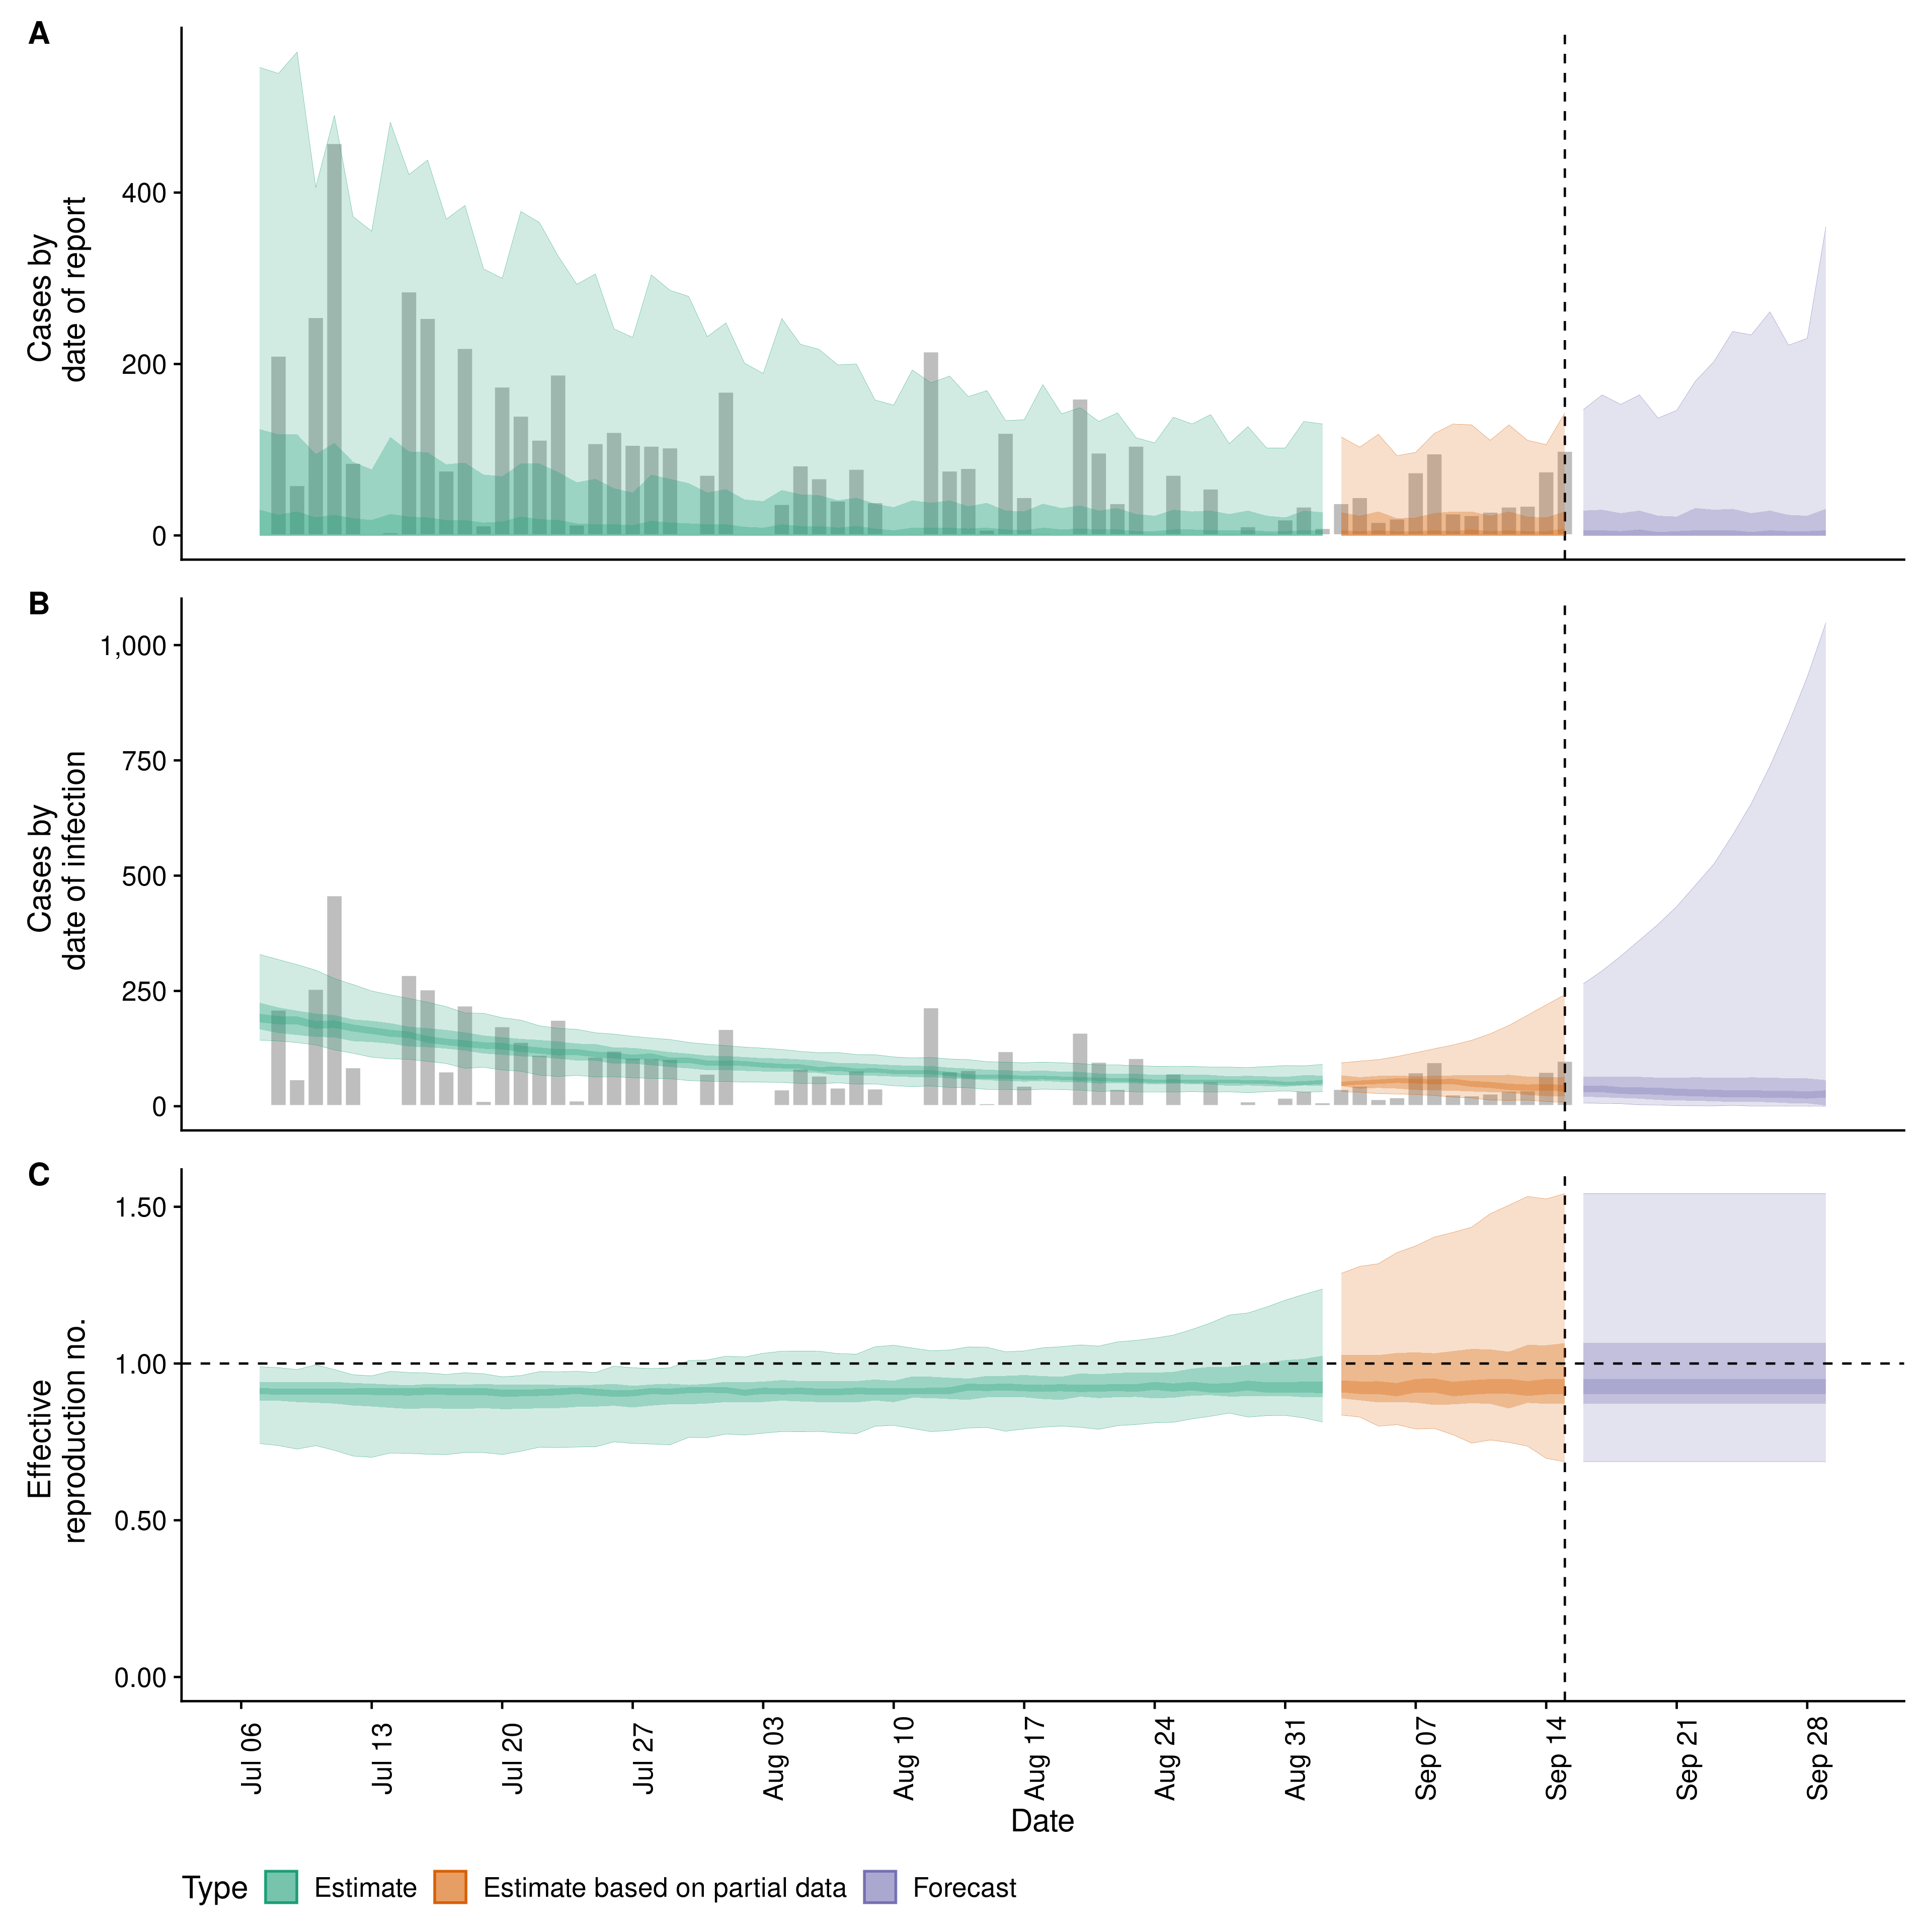 A
Cases by
date of report
400
200
0
B
Cases by
date of infection
1,000
750
500
250
0
C
Effective
reproduction no.
1.50
1.00
0.50
0.00
Jul 06
Jul 13
Jul 20
Jul 27
Aug 03
Aug 10
Aug 17
Aug 24
Aug 31
Sep 07
Sep 14
Sep 21
Sep 28
Date
Type Estimate Estimate based on partial data Forecast